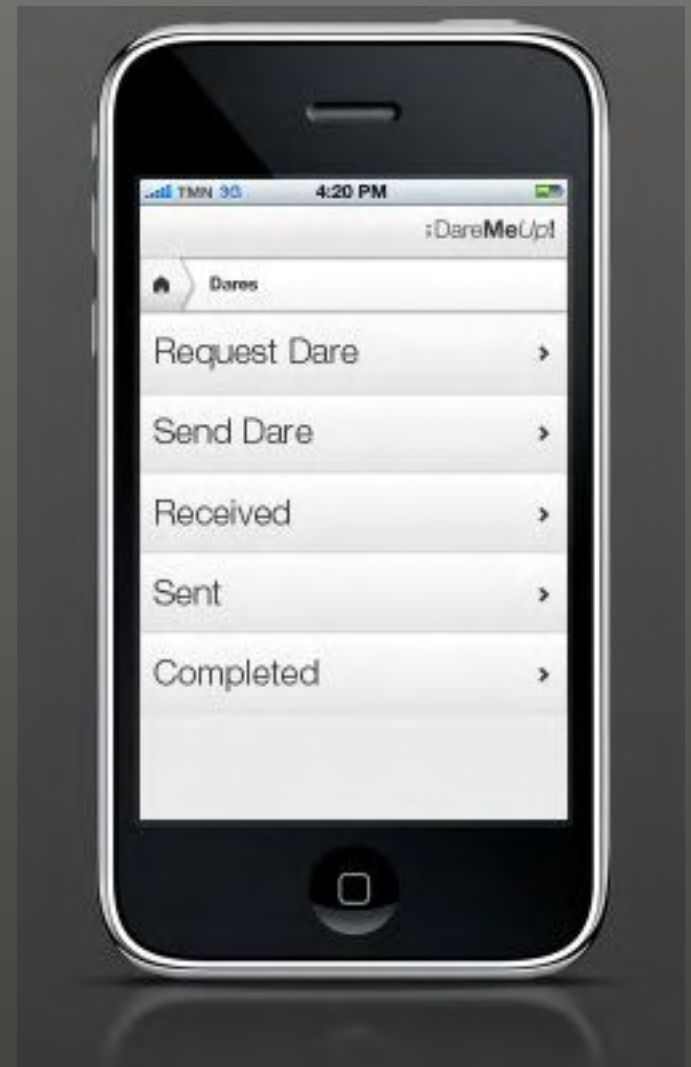 TMN 3G 4:20 PM
¡DareMeUp!
Dares
Request Dare
Send Dare
Received
Sent
Completed